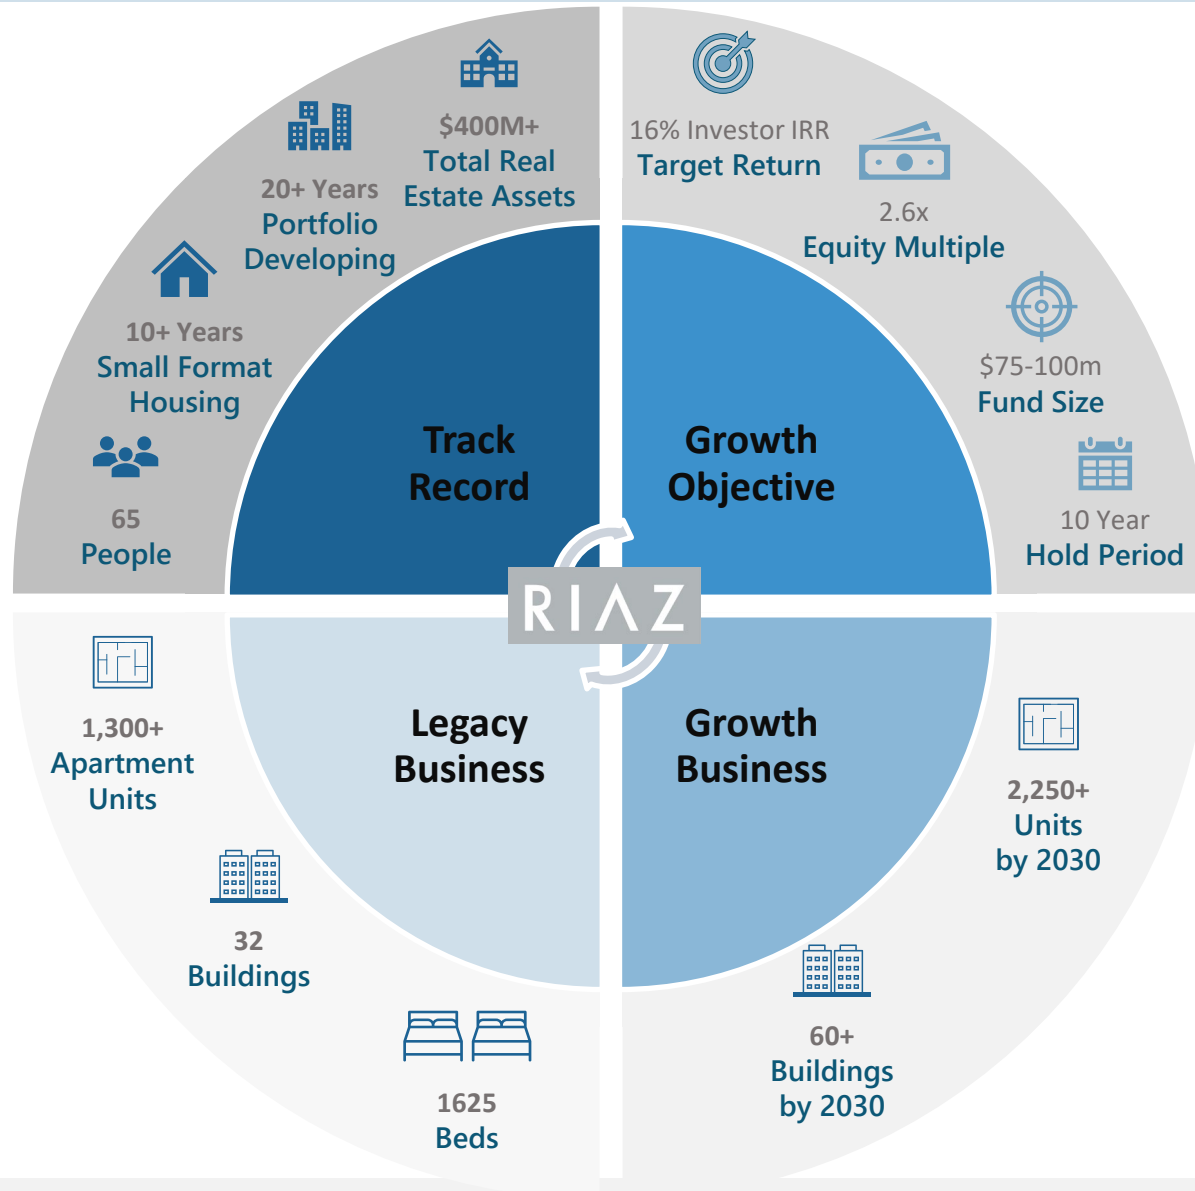 $400M+
Total Real
Estate Assets
20+ Years
Portfolio
Developing
10+ Years
Small Format
Housing
65
People
Track
Record
16% Investor IRR
Target Return
2.6x
Equity Multiple
$75-100m
Fund Size
10 Year
Hold Period
Growth
Objective
RIAZ
1,300+
Apartment
Units
32
Buildings
1625
Beds
Legacy
Business
Growth
Business
2,250+
Units
by 2030
60+
Buildings
by 2030